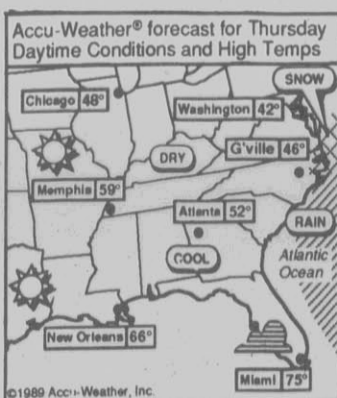 Accu-Weather® forecast for Thursday
Daytime Conditions and High Temps
SNOW
Chicago 48°
Washington 42°
G'ville 46°
DRY
Memphis 59°
Atlanta 52°
RAIN
COOL
Atlantic
Ocean
New Orleans 66°
Miami 75°
©1989 Accu-Weather, Inc.